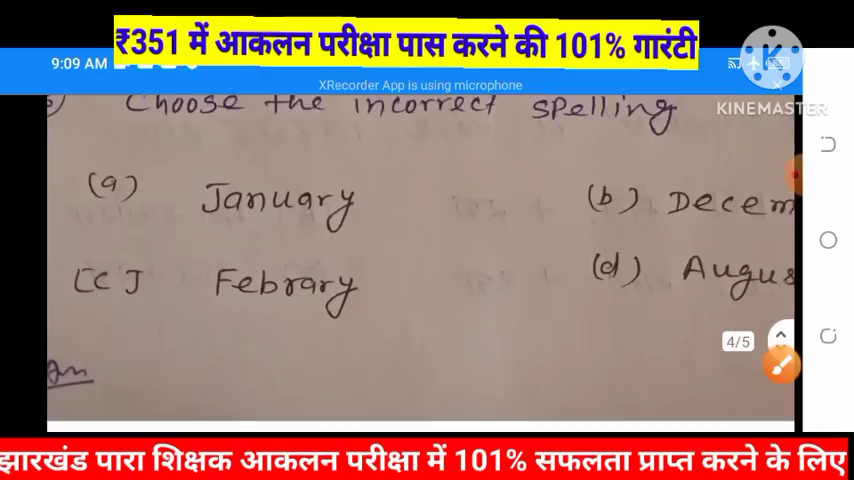 ₹351 में आकलन परीक्षा पास करने की 101% गारंटी
9:09 AM
XRecorder App is using microphone
KINEMASTER
Choose the incorrect spelling
(a) January (b) Decem
[C] Febrary (d) Augus
4/5
झारखंड पारा शिक्षक आकलन परीक्षा में 101% सफलता प्राप्त करने के लिए